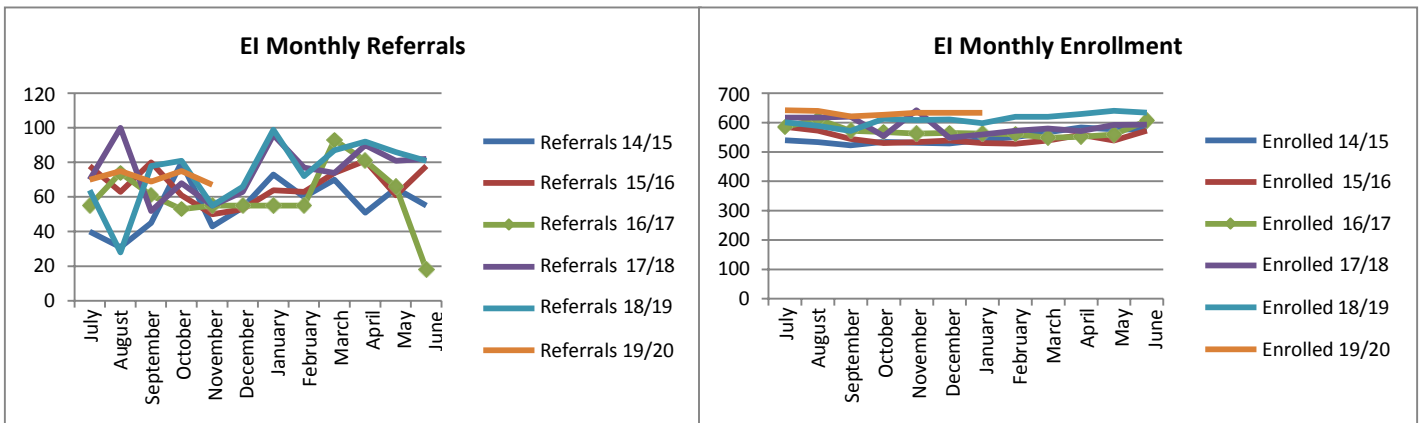 EI Monthly Referrals
120
100
80
60
40
20
0
July
August
September
October
November
December
January
February
March
April
May
June
Referrals 14/15
Referrals 15/16
Referrals 16/17
Referrals 17/18
Referrals 18/19
Referrals 19/20
EI Monthly Enrollment
700
600
500
400
300
200
100
0
July
August
September
October
November
December
January
February
March
April
May
June
Enrolled 14/15
Enrolled 15/16
Enrolled 16/17
Enrolled 17/18
Enrolled 18/19
Enrolled 19/20